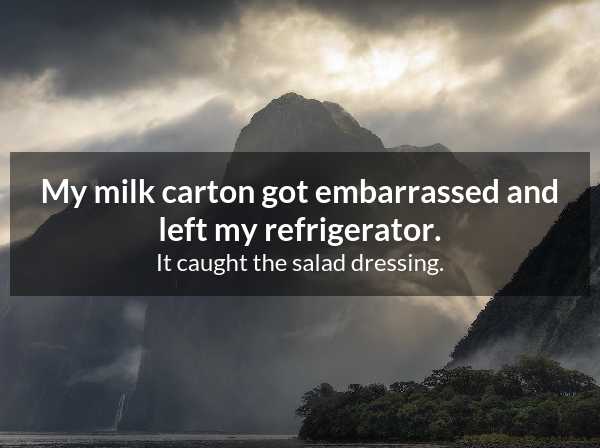 My milk carton got embarrassed and
left my refrigerator.
It caught the salad dressing.